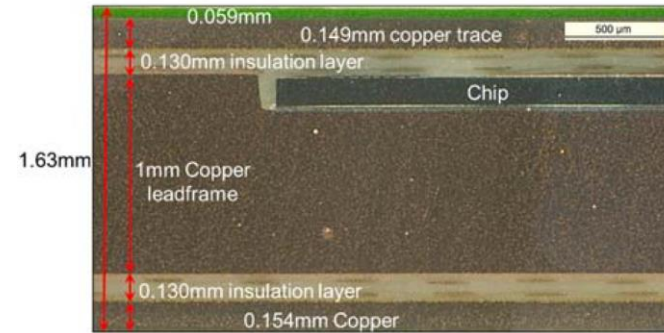 0.059mm
500 µm
0.149mm copper trace
0.130mm insulation layer
Chip
1.63mm
1mm Copper
leadframe
0.130mm insulation layer
0.154mm Copper